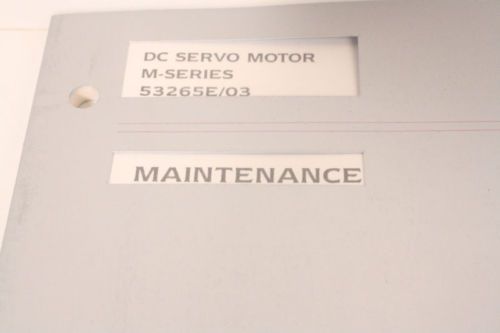 DC SERVO MOTOR
M-SERIES
53265E/03
MAINTENANCE